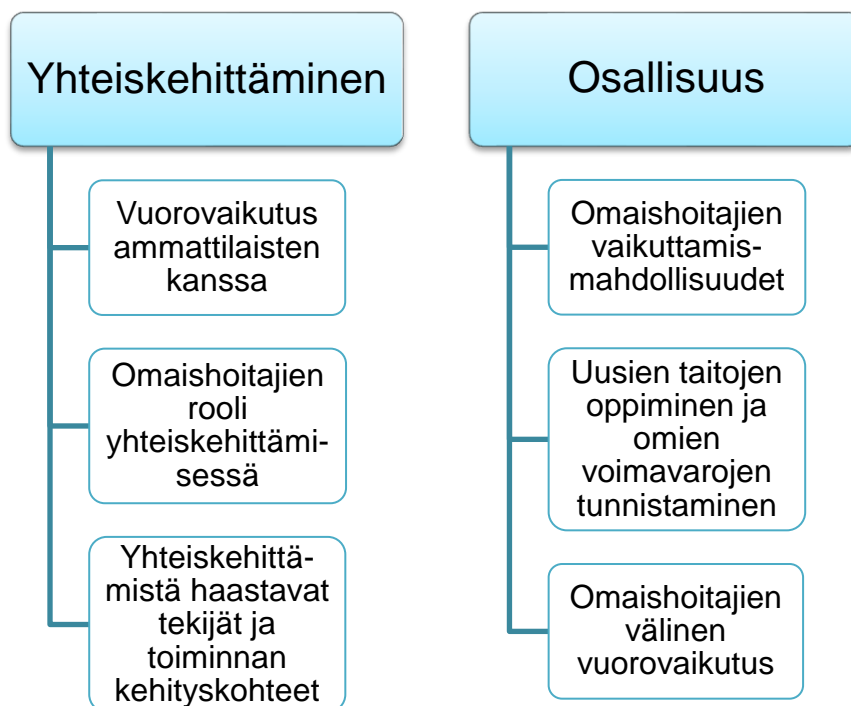 Yhteiskehittäminen
Vuorovaikutus
ammattilaisten
kanssa
Omaishoitajien
rooli
yhteiskehittämi-
sessä
Yhteiskehittä-
mistä haastavat
tekijät ja
toiminnan
kehityskohteet
Osallisuus
Omaishoitajien
vaikuttamis-
mahdollisuudet
Uusien taitojen
oppiminen ja
omien
voimavarojen
tunnistaminen
Omaishoitajien
välinen
vuorovaikutus